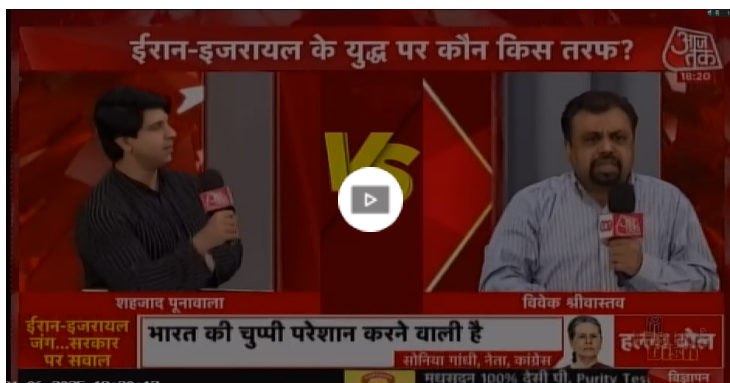 ईरान-इजरायल के युद्ध पर कौन किस तरफ?
आज तक
18:20
VS
शहजाद पूनावाला
विवेक श्रीवास्तव
ईरान-इजरायल
जंग...सरकार
पर सवाल
भारत की चुप्पी परेशान करने वाली है
सोनिया गांधी, नेता, कांग्रेस
हल्ला बोल
मधुसूदन 100% देसी घी, Purity Tes
विज्ञापन